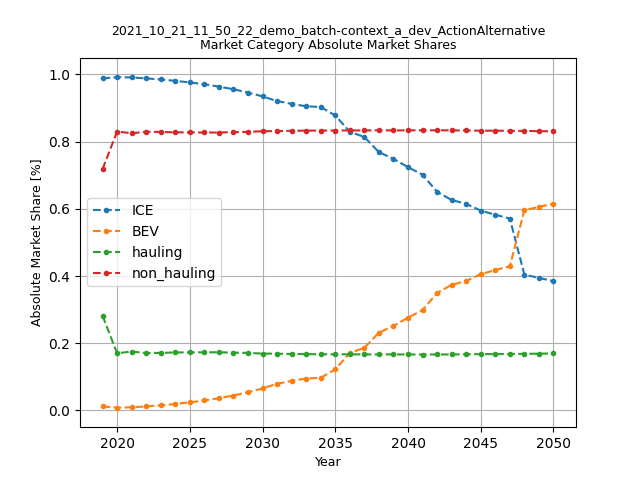 2021_10_21_11_50_22_demo_batch-context_a_dev_ActionAlternative
Market Category Absolute Market Shares
1.0
0.8
0.6
0.4
0.2
0.0
Absolute Market Share [%]
ICE
BEV
hauling
non_hauling
2020
2025
2030
2035
2040
2045
2050
Year